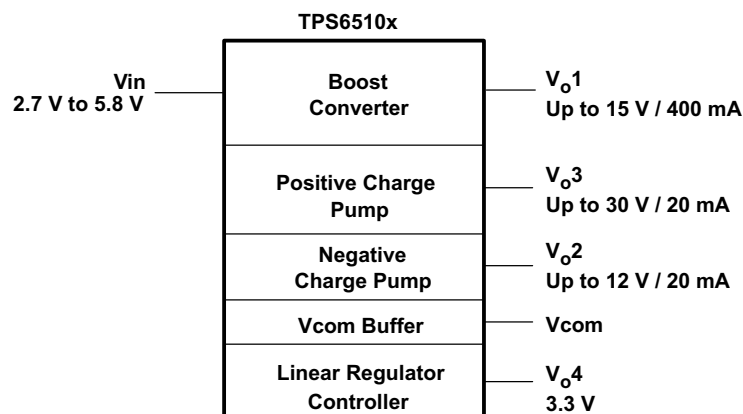 TPS6510x
Vin
2.7 V to 5.8 V
Boost
Converter
Vo1
Up to 15 V / 400 mA
Positive Charge
Pump
Vo3
Up to 30 V / 20 mA
Negative
Charge Pump
Vo2
Up to 12 V / 20 mA
Vcom Buffer
Vcom
Linear Regulator
Controller
Vo4
3.3 V